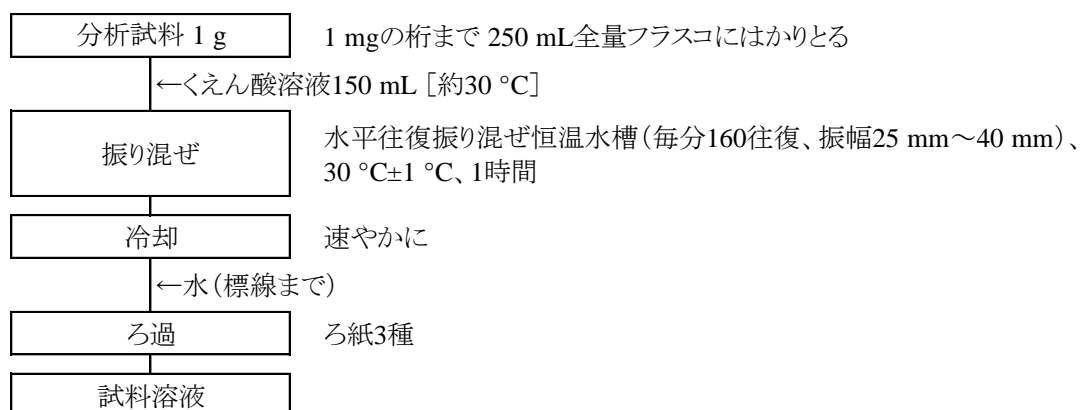 分析試料 1 g
1 mgの桁まで 250 mL全量フラスコにはかりとる
←くえん酸溶液150 mL [約30 °C]
振り混ぜ
水平往復振り混ぜ恒温水槽(毎分160往復、振幅25 mm～40 mm)、
30 °C±1 °C、1時間
冷却
速やかに
←水(標線まで)
ろ過
ろ紙3種
試料溶液